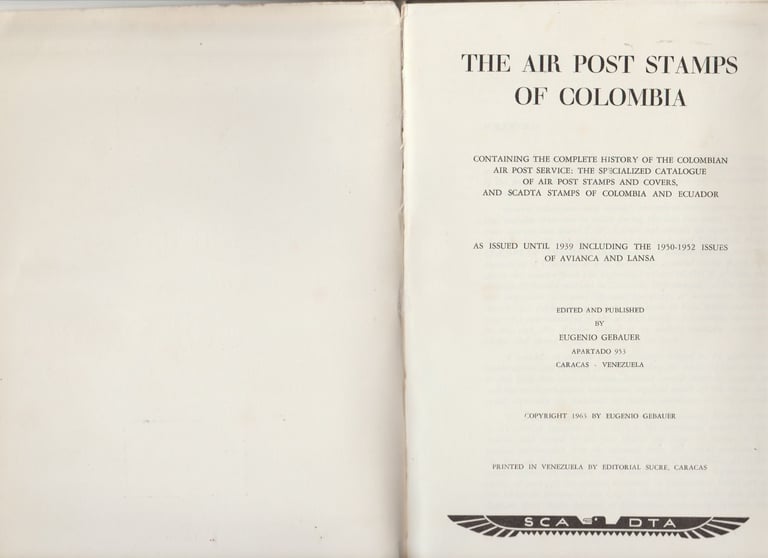 THE AIR POST STAMPS
OF COLOMBIA
CONTAINING THE COMPLETE HISTORY OF THE COLOMBIAN
AIR POST SERVICE: THE SPECIALIZED CATALOGUE
OF AIR POST STAMPS AND COVERS,
AND SCADTA STAMPS OF COLOMBIA AND ECUADOR
AS ISSUED UNTIL 1939 INCLUDING THE 1950-1952 ISSUES
OF AVIANCA AND LANSA
EDITED AND PUBLISHED
BY
EUGENIO GEBAUER
APARTADO 953
CARACAS - VENEZUELA
COPYRIGHT 1963 BY EUGENIO GEBAUER
PRINTED IN VENEZUELA BY EDITORIAL SUCRE, CARACAS
SCA DTA